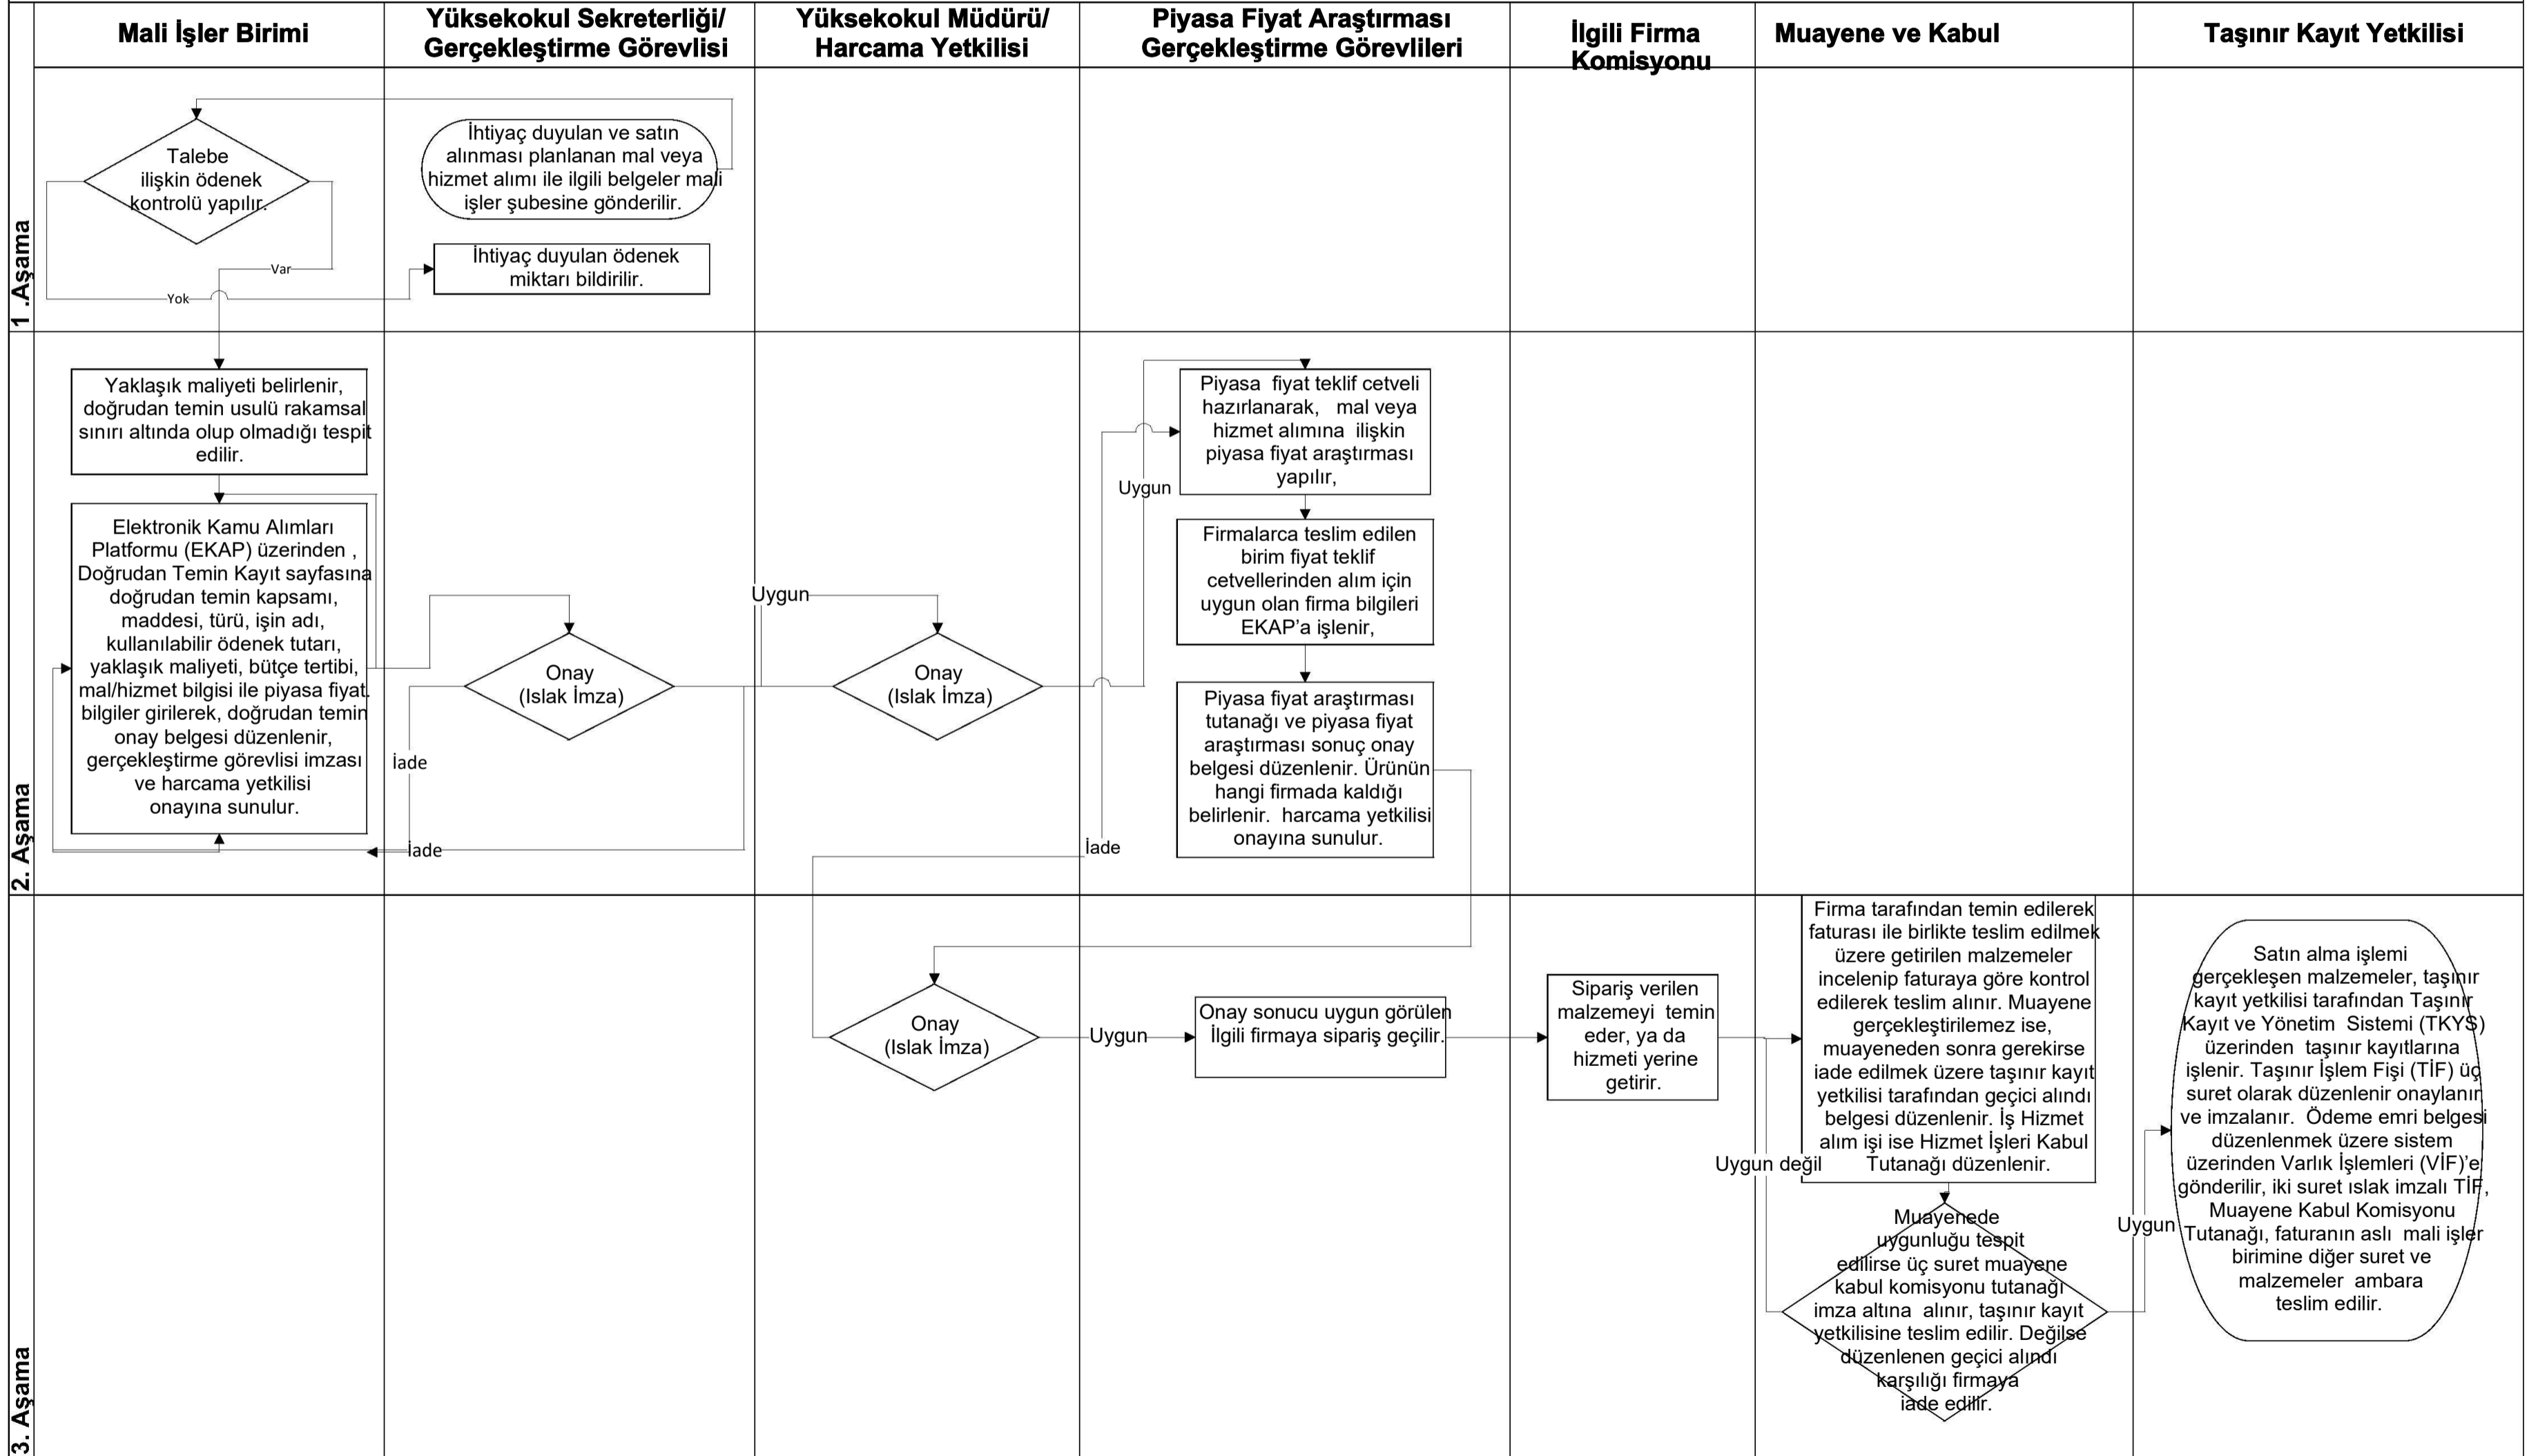 Mali İşler Birimi
Yüksekokul Sekreterliği/
Gerçekleştirme Görevlisi
Yüksekokul Müdürü/
Harcama Yetkilisi
Piyasa Fiyat Araştırması
Gerçekleştirme Görevlileri
İlgili Firma
Komisyonu
Muayene ve Kabul
Taşınır Kayıt Yetkilisi
1 .Aşama
Talebe
ilişkin ödenek
kontrolü yapılır.
İhtiyaç duyulan ve satın
alınması planlanan mal veya
hizmet alımı ile ilgili belgeler mali
işler şubesine gönderilir.
İhtiyaç duyulan ödenek
miktarı bildirilir.
Var
Yok
2. Aşama
Yaklaşık maliyeti belirlenir,
doğrudan temin usulü rakamsal
sınırı altında olup olmadığı tespit
edilir.
Elektronik Kamu Alımları
Platformu (EKAP) üzerinden ,
Doğrudan Temin Kayıt sayfasına
doğrudan temin kapsamı,
maddesi, türü, işin adı,
kullanılabilir ödenek tutarı,
yaklaşık maliyeti, bütçe tertibi,
mal/hizmet bilgisi ile piyasa fiyat.
bilgiler girilerek, doğrudan temin
onay belgesi düzenlenir,
gerçekleştirme görevlisi imzası
ve harcama yetkilisi
onayına sunulur.
Onay
(Islak İmza)
İade
İade
Uygun
Onay
(Islak İmza)
Uygun
Piyasa fiyat teklif cetveli
hazırlanarak, mal veya
hizmet alımına ilişkin
piyasa fiyat araştırması
yapılır,
Firmalarca teslim edilen
birim fiyat teklif
cetvellerinden alım için
uygun olan firma bilgileri
EKAP’a işlenir,
Piyasa fiyat araştırması
tutanağı ve piyasa fiyat
araştırması sonuç onay
belgesi düzenlenir. Ürünün
hangi firmada kaldığı
belirlenir. harcama yetkilisi
onayına sunulur.
İade
3. Aşama
Onay
(Islak İmza)
Uygun
Onay sonucu uygun görülen
İlgili firmaya sipariş geçilir.
Sipariş verilen
malzemeyi temin
eder, ya da
hizmeti yerine
getirir.
Firma tarafından temin edilerek
faturası ile birlikte teslim edilmek
üzere getirilen malzemeler
incelenip faturaya göre kontrol
edilerek teslim alınır. Muayene
gerçekleştirilemez ise,
muayeneden sonra gerekirse
iade edilmek üzere taşınır kayıt
yetkilisi tarafından geçici alındı
belgesi düzenlenir. İş Hizmet
alım işi ise Hizmet İşleri Kabul
Tutanağı düzenlenir.
Uygun değil
Muayenede
uygunluğu tespit
edilirse üç suret muayene
kabul komisyonu tutanağı
imza altına alınır, taşınır kayıt
yetkilisine teslim edilir. Değilse
düzenlenen geçici alındı
karşılığı firmaya
iade edilir.
Uygun
Satın alma işlemi
gerçekleşen malzemeler, taşınır
kayıt yetkilisi tarafından Taşınır
Kayıt ve Yönetim Sistemi (TKYS)
üzerinden taşınır kayıtlarına
işlenir. Taşınır İşlem Fişi (TİF) üç
suret olarak düzenlenir onaylanır
ve imzalanır. Ödeme emri belgesi
düzenlenmek üzere sistem
üzerinden Varlık İşlemleri (VİF)’e
gönderilir, iki suret ıslak imzalı TİF,
Muayene Kabul Komisyonu
Tutanağı, faturanın aslı mali işler
birimine diğer suret ve
malzemeler ambara
teslim edilir.